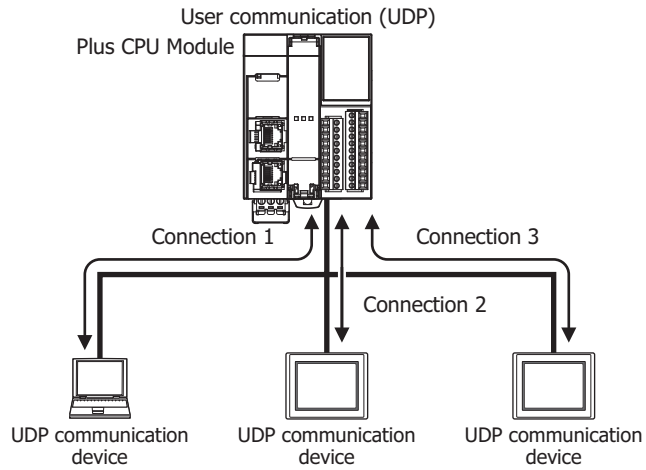 User communication (UDP)
Plus CPU Module
Connection 1
Connection 3
Connection 2
UDP communication
device
UDP communication
device
UDP communication
device